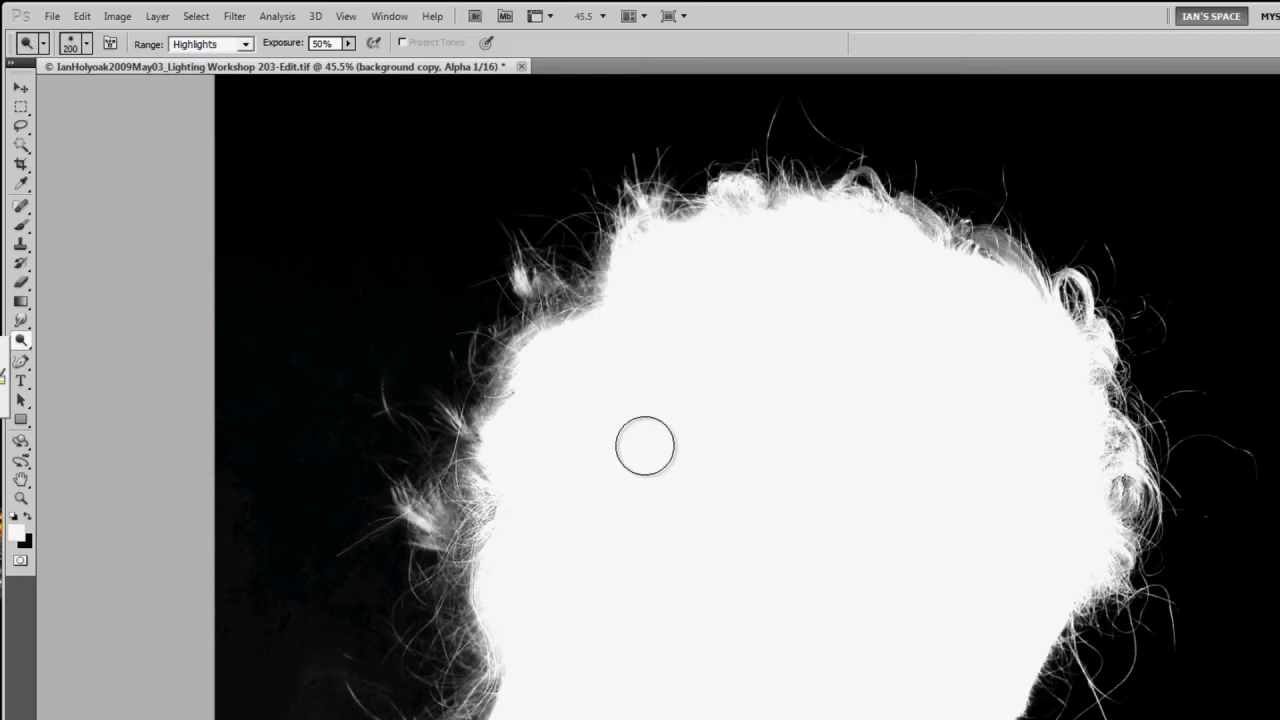 Ps File Edit Image Layer Select Filter Analysis 3D View Window Help Br Mb 45.5 IAN'S SPACE MYS
200 Range: Highlights Exposure: 50% Protect Tones
© IanHolyoak2009May03_Lighting Workshop 203-Edit.tif @ 45.5% (background copy, Alpha 1/16) *
T